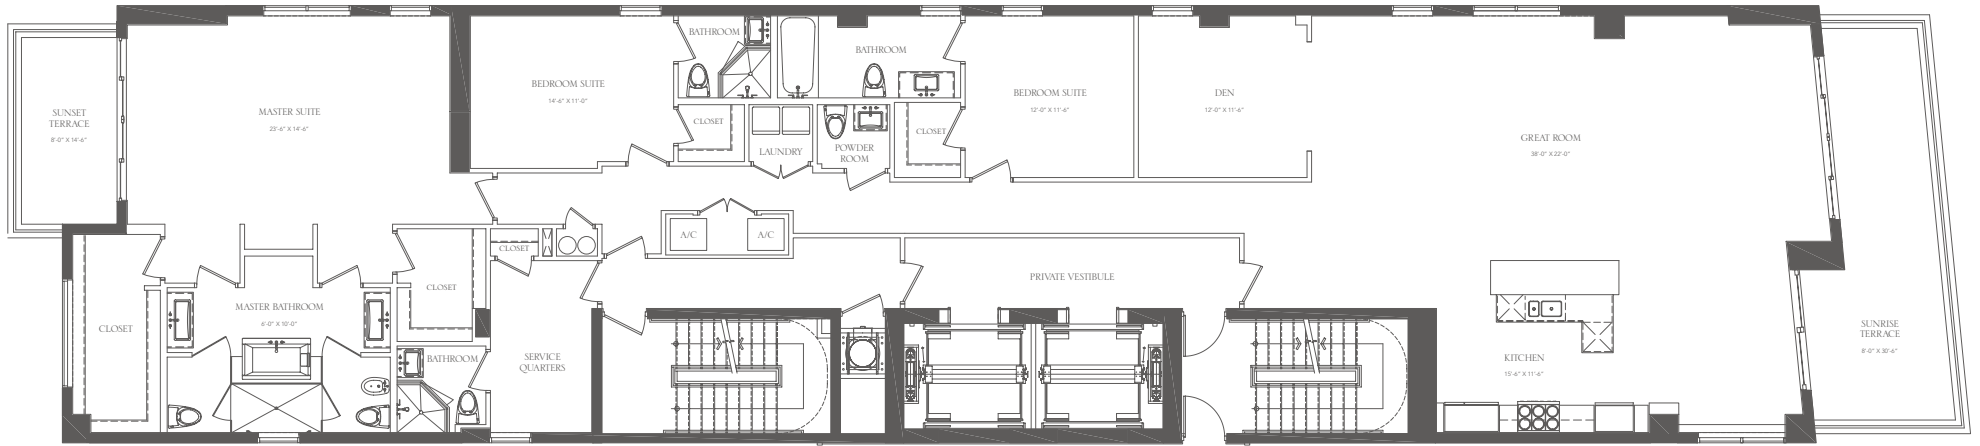 SUNSET
TERRACE
8'-0" X 14'-6"
MASTER SUITE
23'-6" X 14'-6"
BEDROOM SUITE
14'-6" X 11'-0"
BATHROOM
CLOSET
LAUNDRY
BATHROOM
POWDER
ROOM
CLOSET
BEDROOM SUITE
12'-0" X 11'-6"
DEN
12'-0" X 11'-6"
GREAT ROOM
38'-0" X 22'-0"
A/C
A/C
CLOSET
PRIVATE VESTIBULE
CLOSET
MASTER BATHROOM
6'-0" X 10'-0"
CLOSET
BATHROOM
SERVICE
QUARTERS
KITCHEN
15'-6" X 11'-6"
SUNRISE
TERRACE
8'-0" X 30'-6"